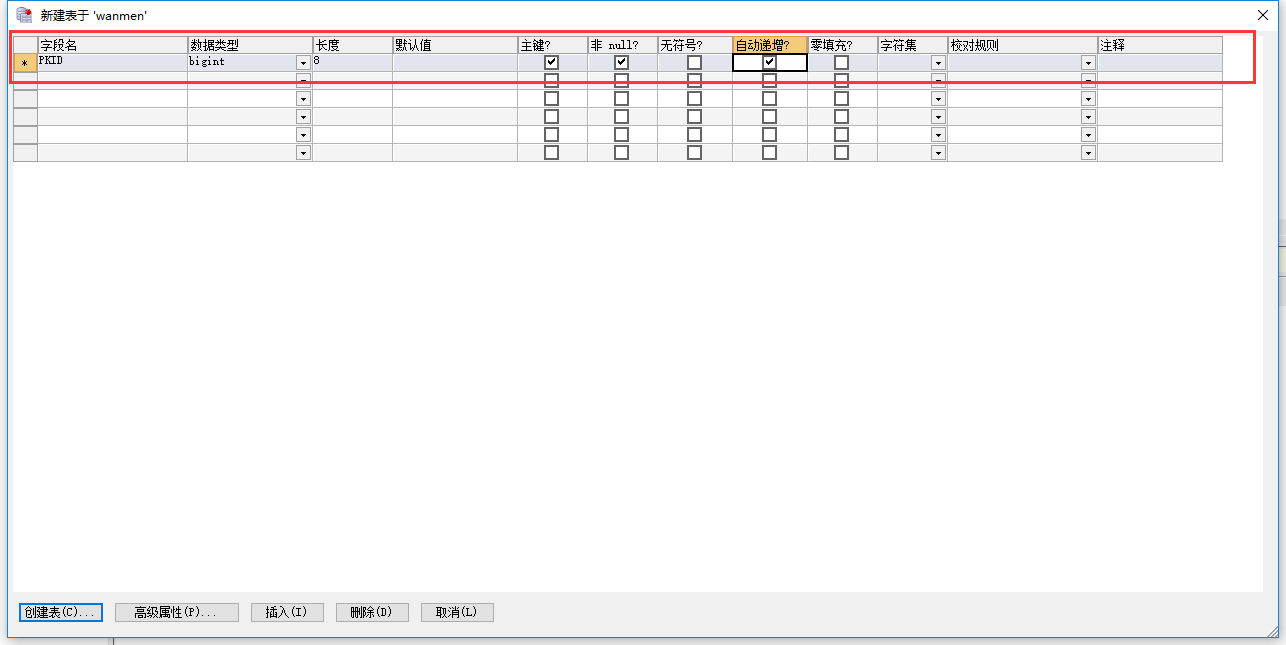 新建表于 'wanmen'
字段名 数据类型 长度 默认值 主键? 非 null? 无符号? 自动递增? 零填充? 字符集 校对规则 注释
* PKID bigint 8
创建表(C)... 高级属性(P)... 插入(I) 删除(D) 取消(L)